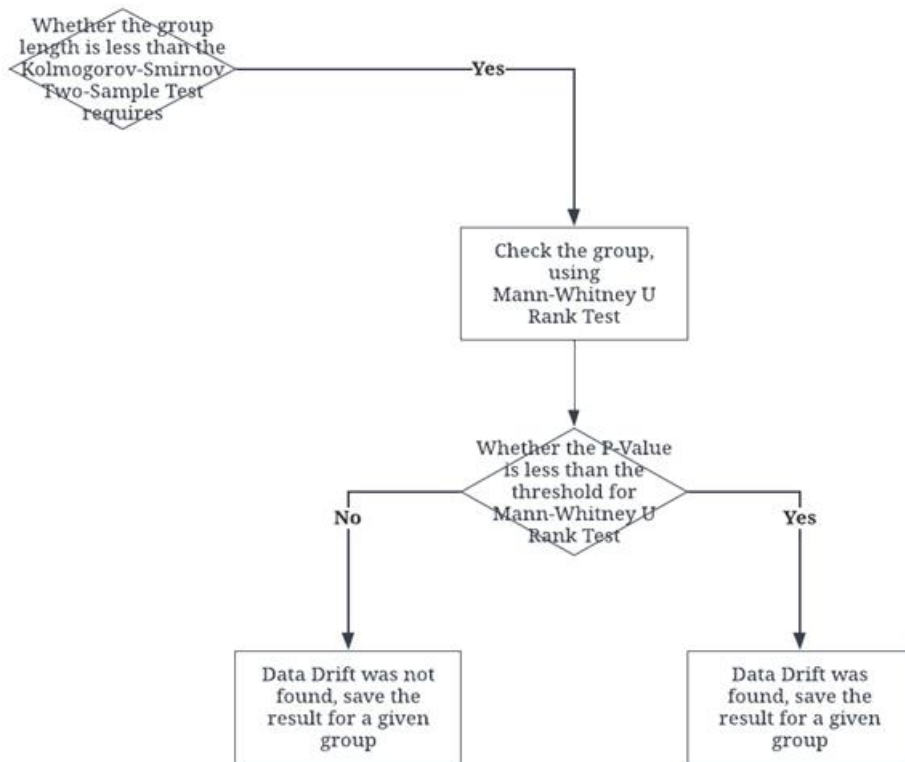 Whether the group
length is less than the
Kolmogorov-Smirnov
Two-Sample Test
requires
Yes
Check the group,
using
Mann-Whitney U
Rank Test
Whether the P-Value
is less than the
threshold for
Mann-Whitney U
Rank Test
No
Yes
Data Drift was not
found, save the
result for a given
group
Data Drift was
found, save the
result for a given
group